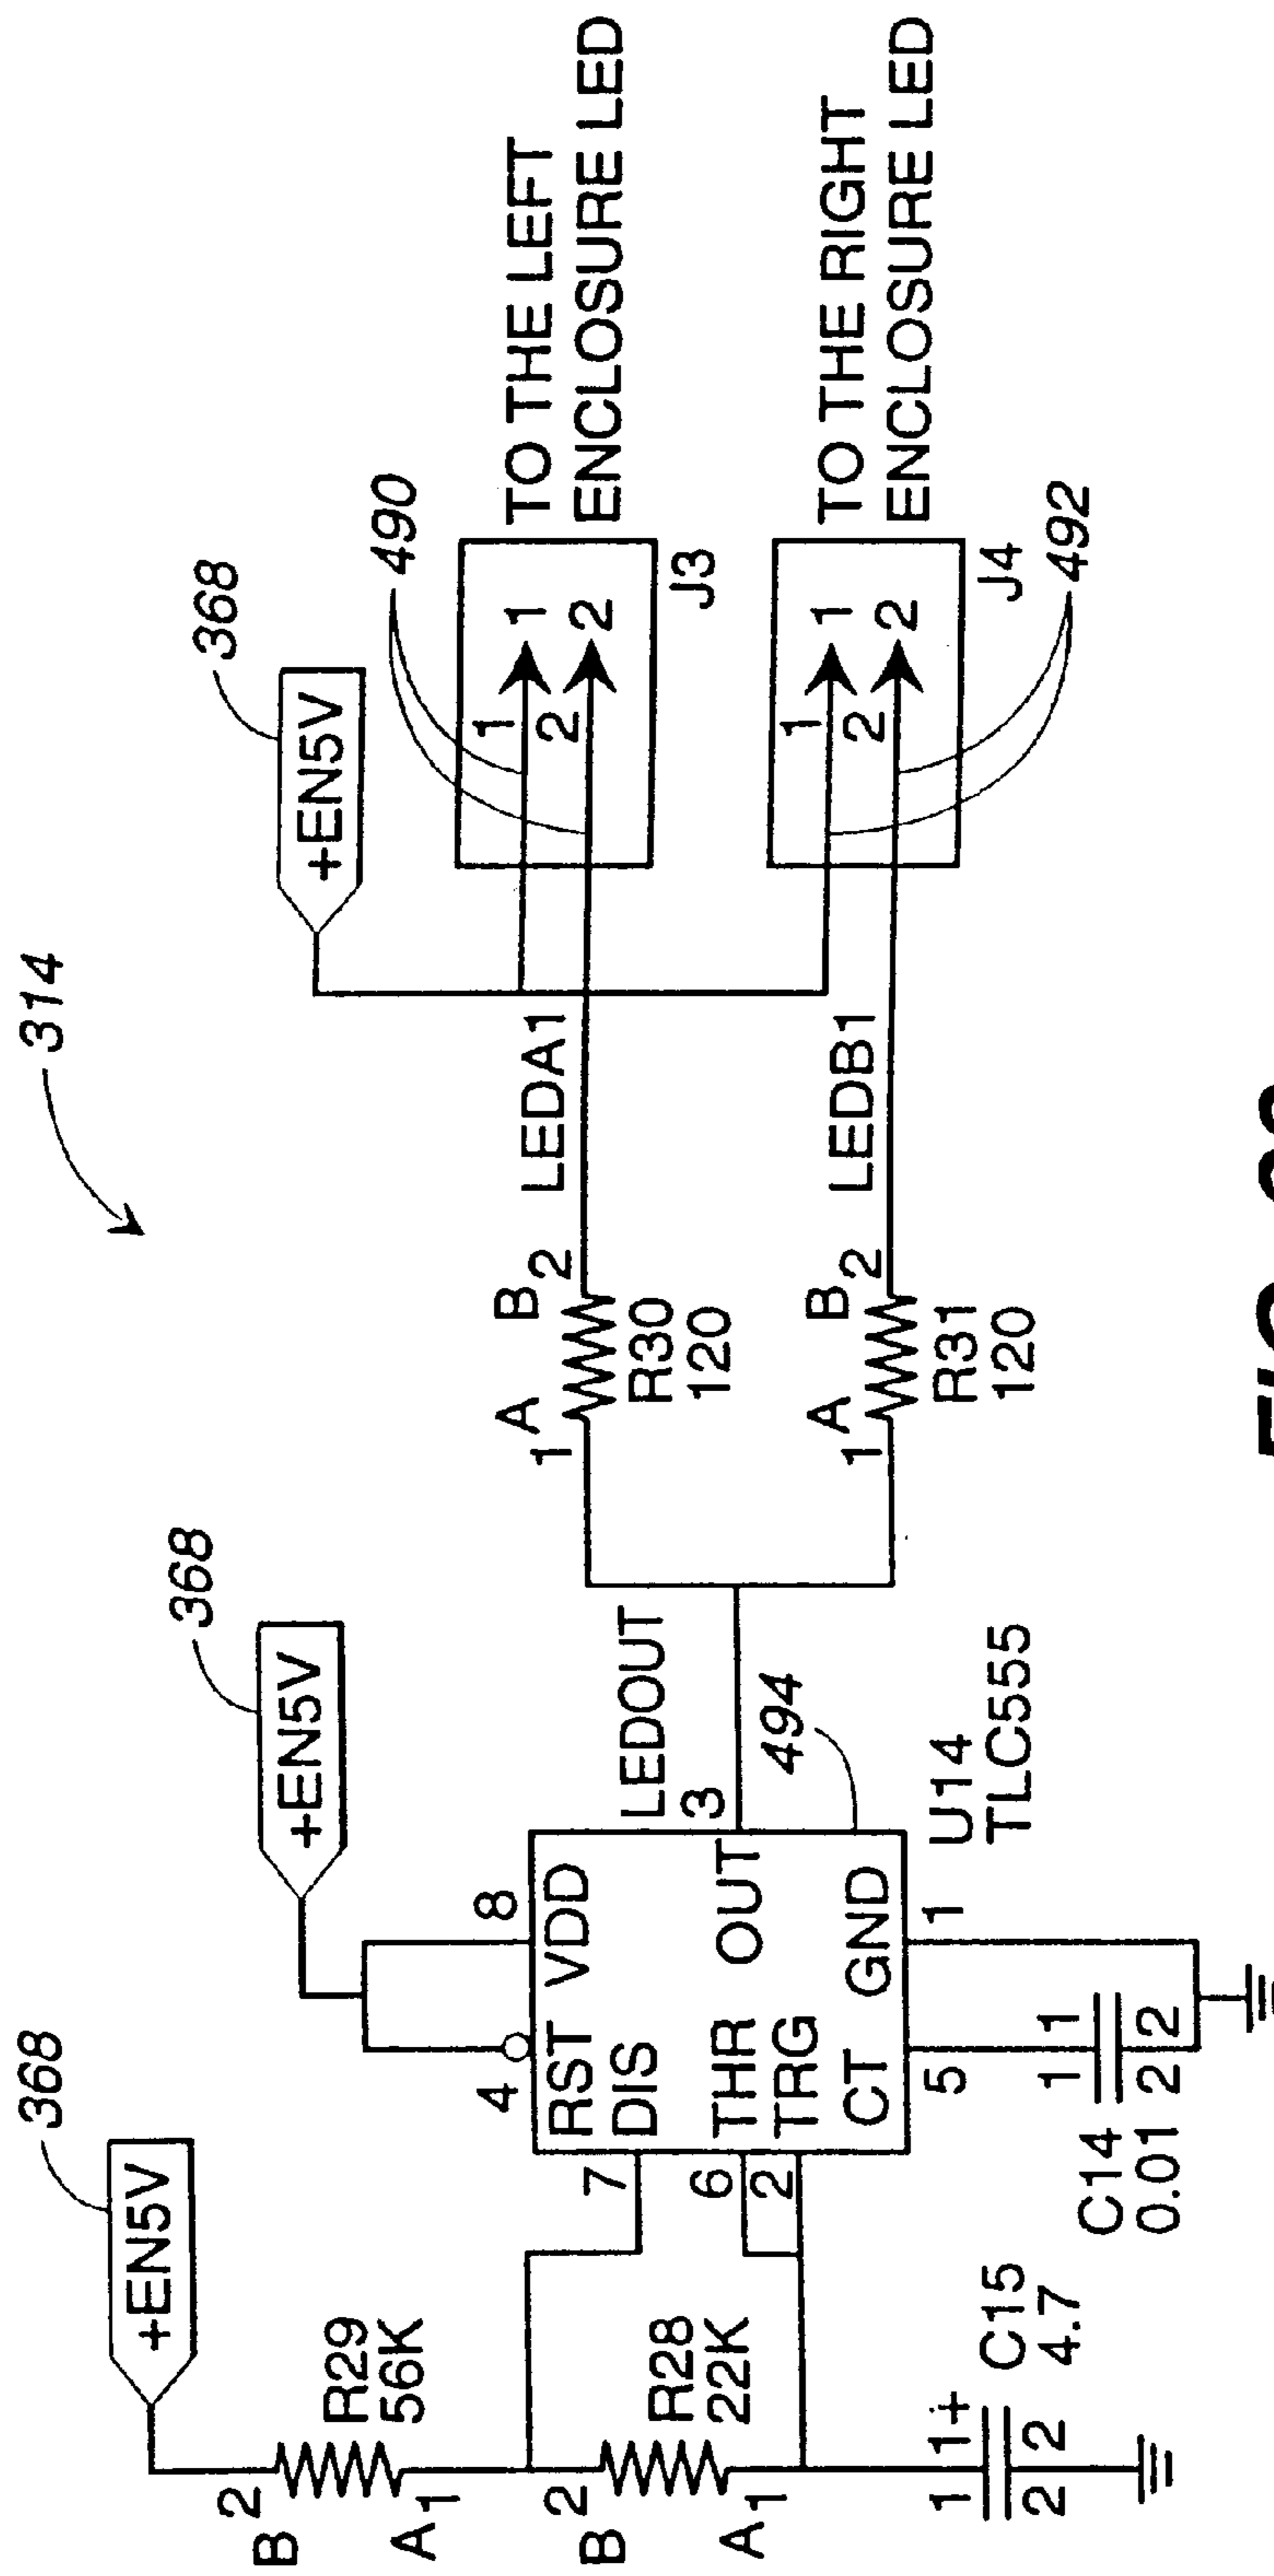 314
368
+EN5V
368
+EN5V
368
+EN5V
490
492
2
B
R29
56K
A
1
2
B
R28
22K
A
1
1
1+
2
2
C15
4.7
7
6
2
4
8
RST
VDD
DIS
THR
TRG
OUT
CT
GND
3
LEDOUT
494
5
1
U14
TLC555
C14
0.01
1
1
2
2
1
A
B
2
R30
120
LEDA1
1
A
B
2
R31
120
LEDB1
1
1
2
2
J3
TO THE LEFT
ENCLOSURE LED
1
1
2
2
J4
TO THE RIGHT
ENCLOSURE LED